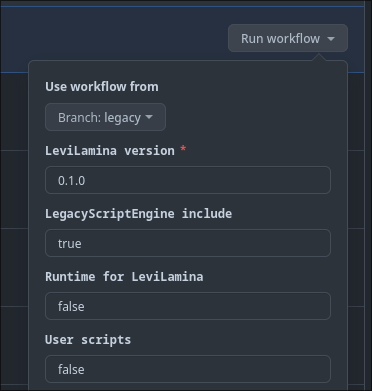 Run workflow
Use workflow from
Branch: legacy
LeviLamina version *
0.1.0
LegacyScriptEngine include
true
Runtime for LeviLamina
false
User scripts
false